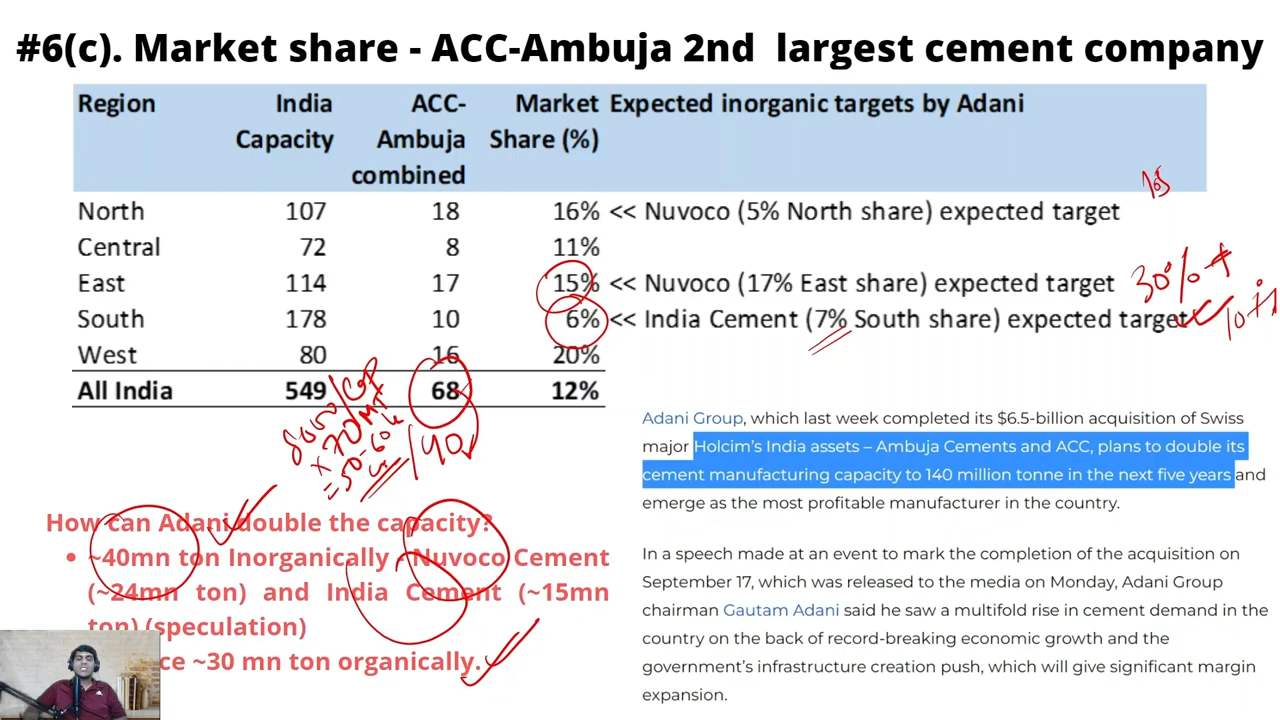 #6(c). Market share - ACC-Ambuja 2nd largest cement company
Region India Capacity ACC-Ambuja combined Market Share (%) Expected inorganic targets by Adani
North 107 18 16% << Nuvoco (5% North share) expected target
Central 72 8 11%
East 114 17 15% << Nuvoco (17% East share) expected target 30%+
South 178 10 6% << India Cement (7% South share) expected target
West 80 16 20%
All India 549 68 12%
140
How can Adani double the capacity?
• ~40mn ton Inorganically - Nuvoco Cement
(~24mn ton) and India Cement (~15mn
ton) (speculation)
~30 mn ton organically.
Adani Group, which last week completed its $6.5-billion acquisition of Swiss
major Holcim's India assets – Ambuja Cements and ACC, plans to double its
cement manufacturing capacity to 140 million tonne in the next five years and
emerge as the most profitable manufacturer in the country.
In a speech made at an event to mark the completion of the acquisition on
September 17, which was released to the media on Monday, Adani Group
chairman Gautam Adani said he saw a multifold rise in cement demand in the
country on the back of record-breaking economic growth and the
government's infrastructure creation push, which will give significant margin
expansion.